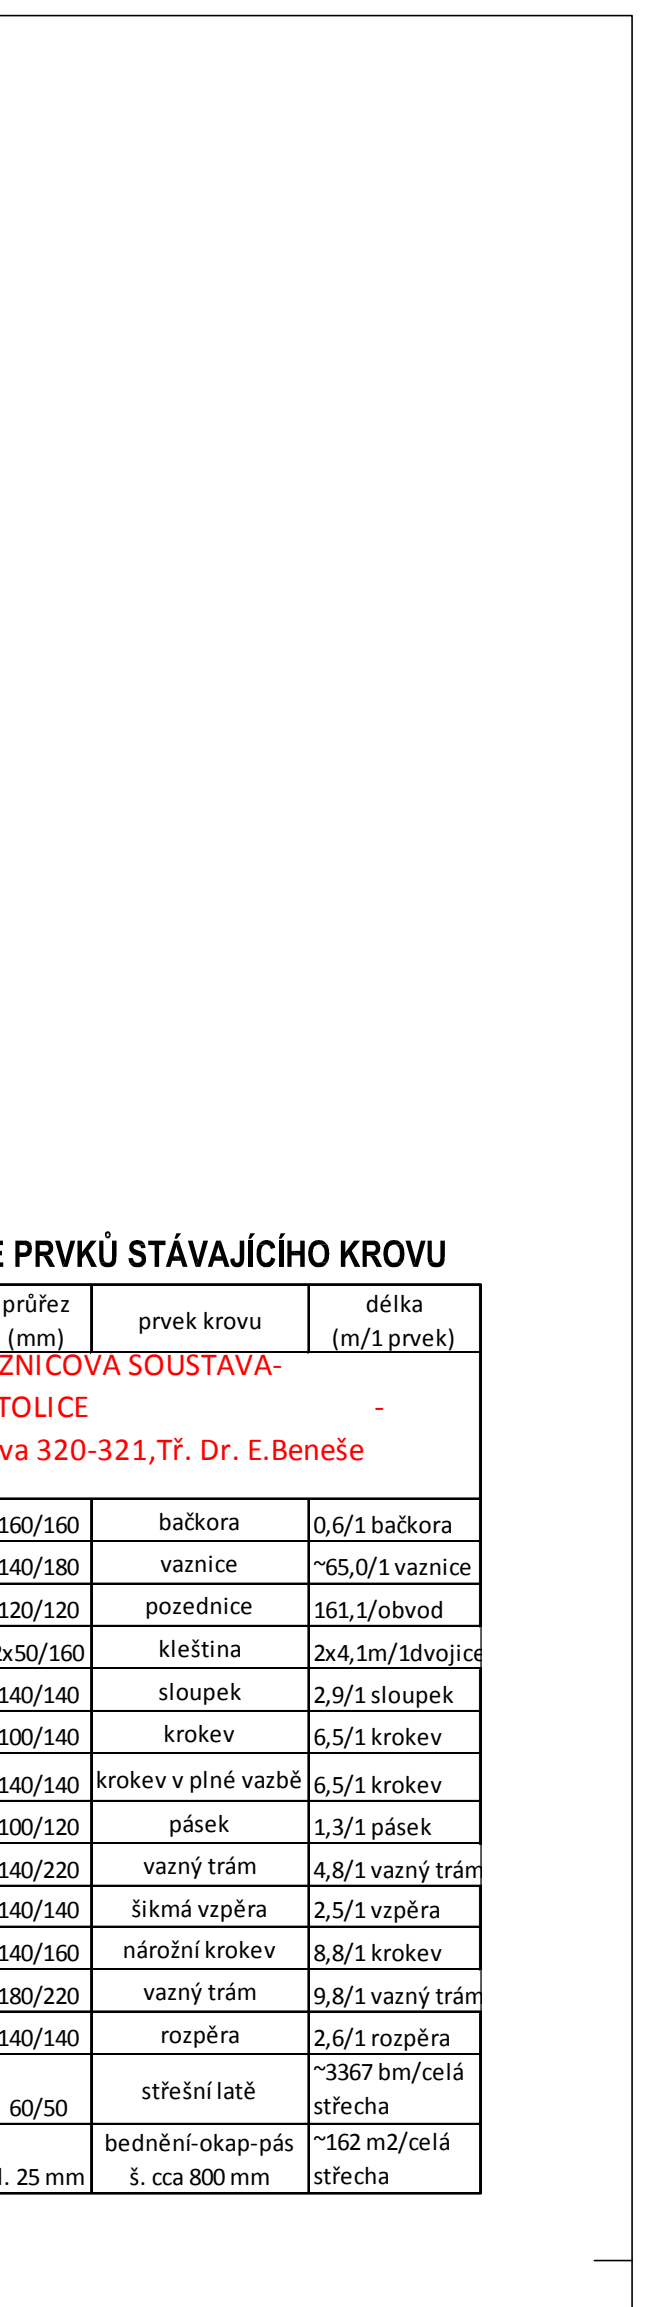 E PRVKŮ STÁVAJÍCÍHO KROVU
průřez (mm) prvek krovu délka (m/1 prvek)
ZNICOVA SOUSTAVA-
TOLICE -
va 320-321,Tř. Dr. E.Beneše
160/160 bačkora 0,6/1 bačkora
140/180 vaznice ~65,0/1 vaznice
120/120 pozednice 161,1/obvod
2x50/160 kleština 2x4,1m/1dvojice
140/140 sloupek 2,9/1 sloupek
100/140 krokev 6,5/1 krokev
140/140 krokev v plné vazbě 6,5/1 krokev
100/120 pásek 1,3/1 pásek
140/220 vazný trám 4,8/1 vazný trám
140/140 šikmá vzpěra 2,5/1 vzpěra
140/160 nárožní krokev 8,8/1 krokev
180/220 vazný trám 9,8/1 vazný trám
140/140 rozpěra 2,6/1 rozpěra
60/50 střešní latě ~3367 bm/celá střecha
l. 25 mm bednění-okap-pás š. cca 800 mm ~162 m2/celá střecha